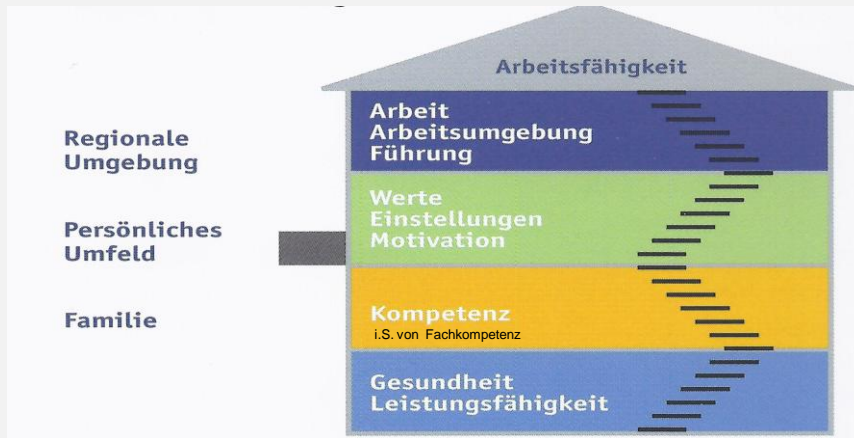 Arbeitsfähigkeit
Regionale
Umgebung
Persönliches
Umfeld
Familie
Arbeit
Arbeitsumgebung
Führung
Werte
Einstellungen
Motivation
Kompetenz
i.S. von Fachkompetenz
Gesundheit
Leistungsfähigkeit